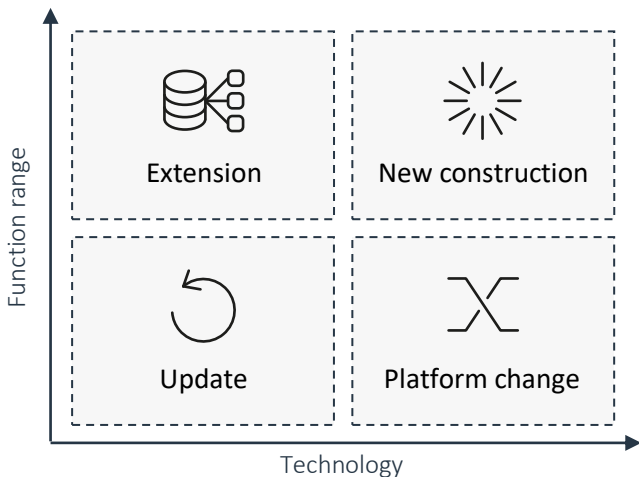 Function range
Extension
New construction
Update
Platform change
Technology